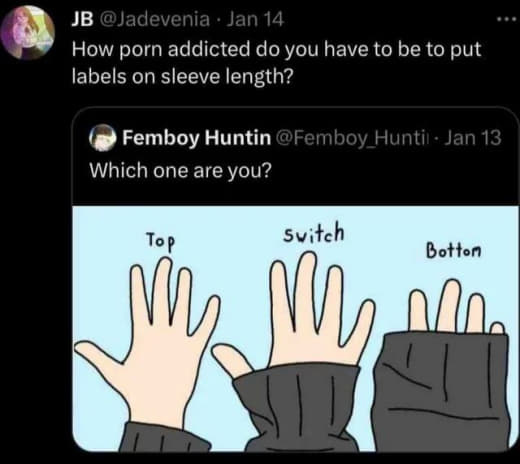 JB @Jadevenia · Jan 14
How porn addicted do you have to be to put
labels on sleeve length?
Femboy Huntin @Femboy_Hunti · Jan 13
Which one are you?
Top
switch
Bottom